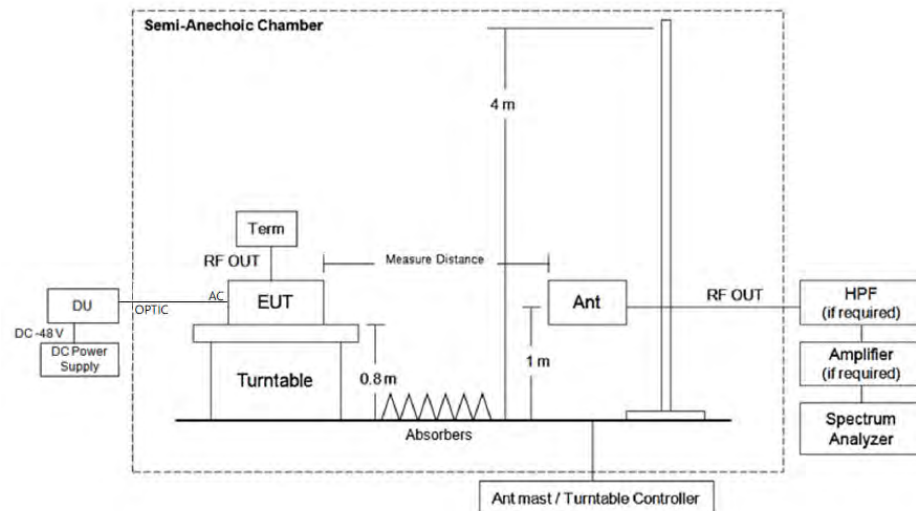 Semi-Anechoic Chamber
4 m
Term
RF OUT
Measure Distance
DU
OPTIC
AC
EUT
Ant
RF OUT
HPF
(if required)
DC -48 V
DC Power
Supply
Turntable
0.8 m
1 m
Amplifier
(if required)
Absorbers
Spectrum
Analyzer
Ant mast / Turntable Controller